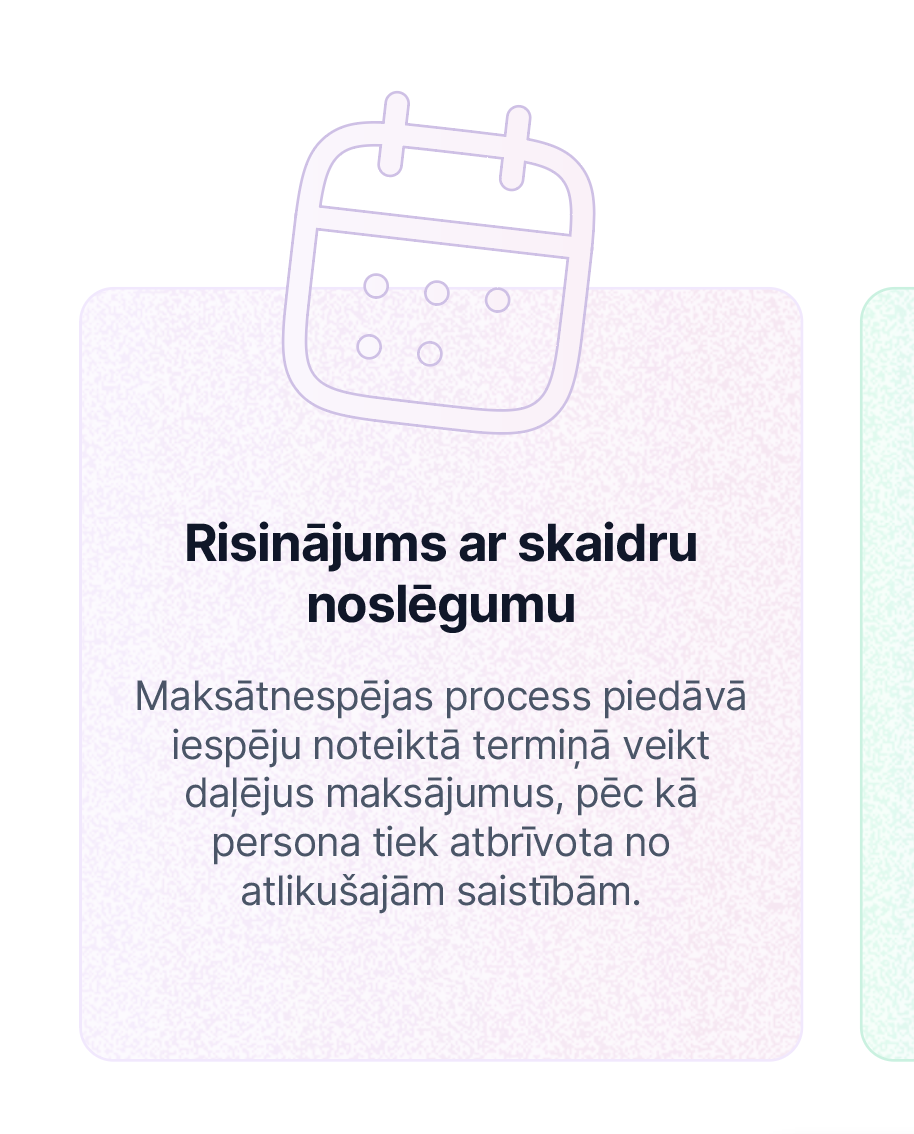 Risinājums ar skaidru
noslēgumu
Maksātnespējas process piedāvā
iespēju noteiktā termiņā veikt
daļējus maksājumus, pēc kā
persona tiek atbrīvota no
atlikušajām saistībām.